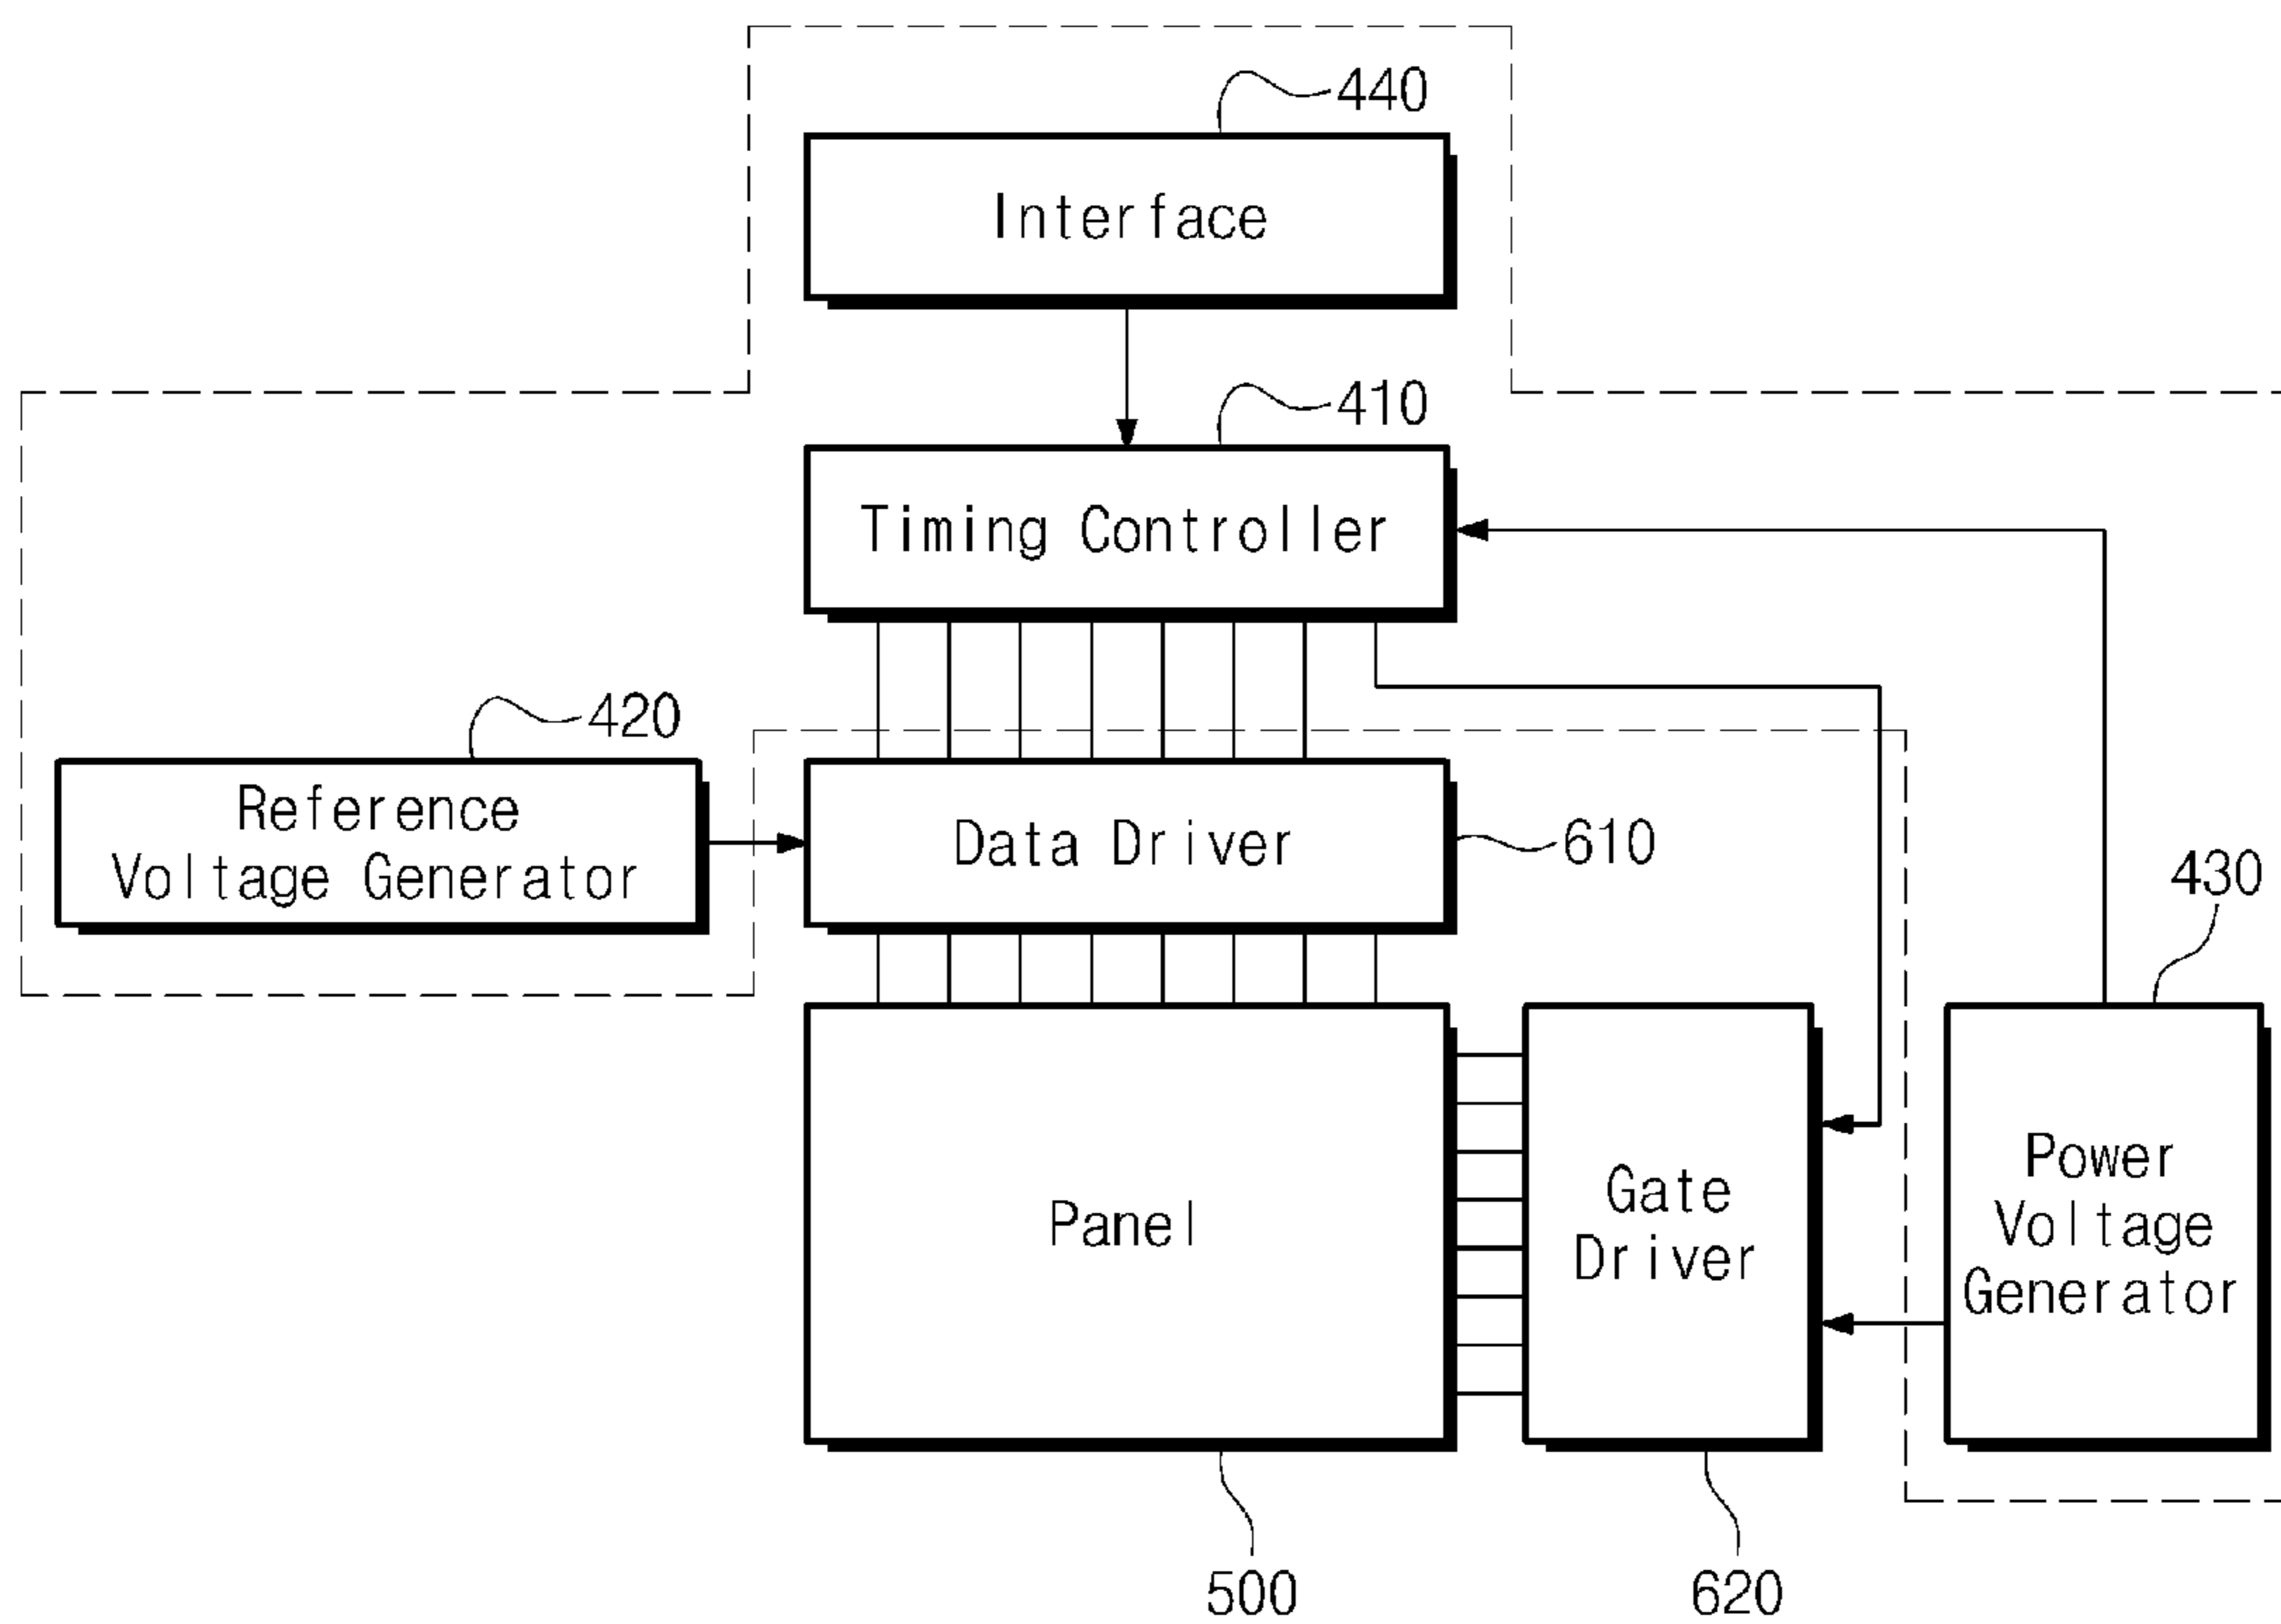 440
Interface
410
Timing Controller
420
Reference
Voltage Generator
Data Driver
610
430
Panel
Gate
Driver
Power
Voltage
Generator
500
620